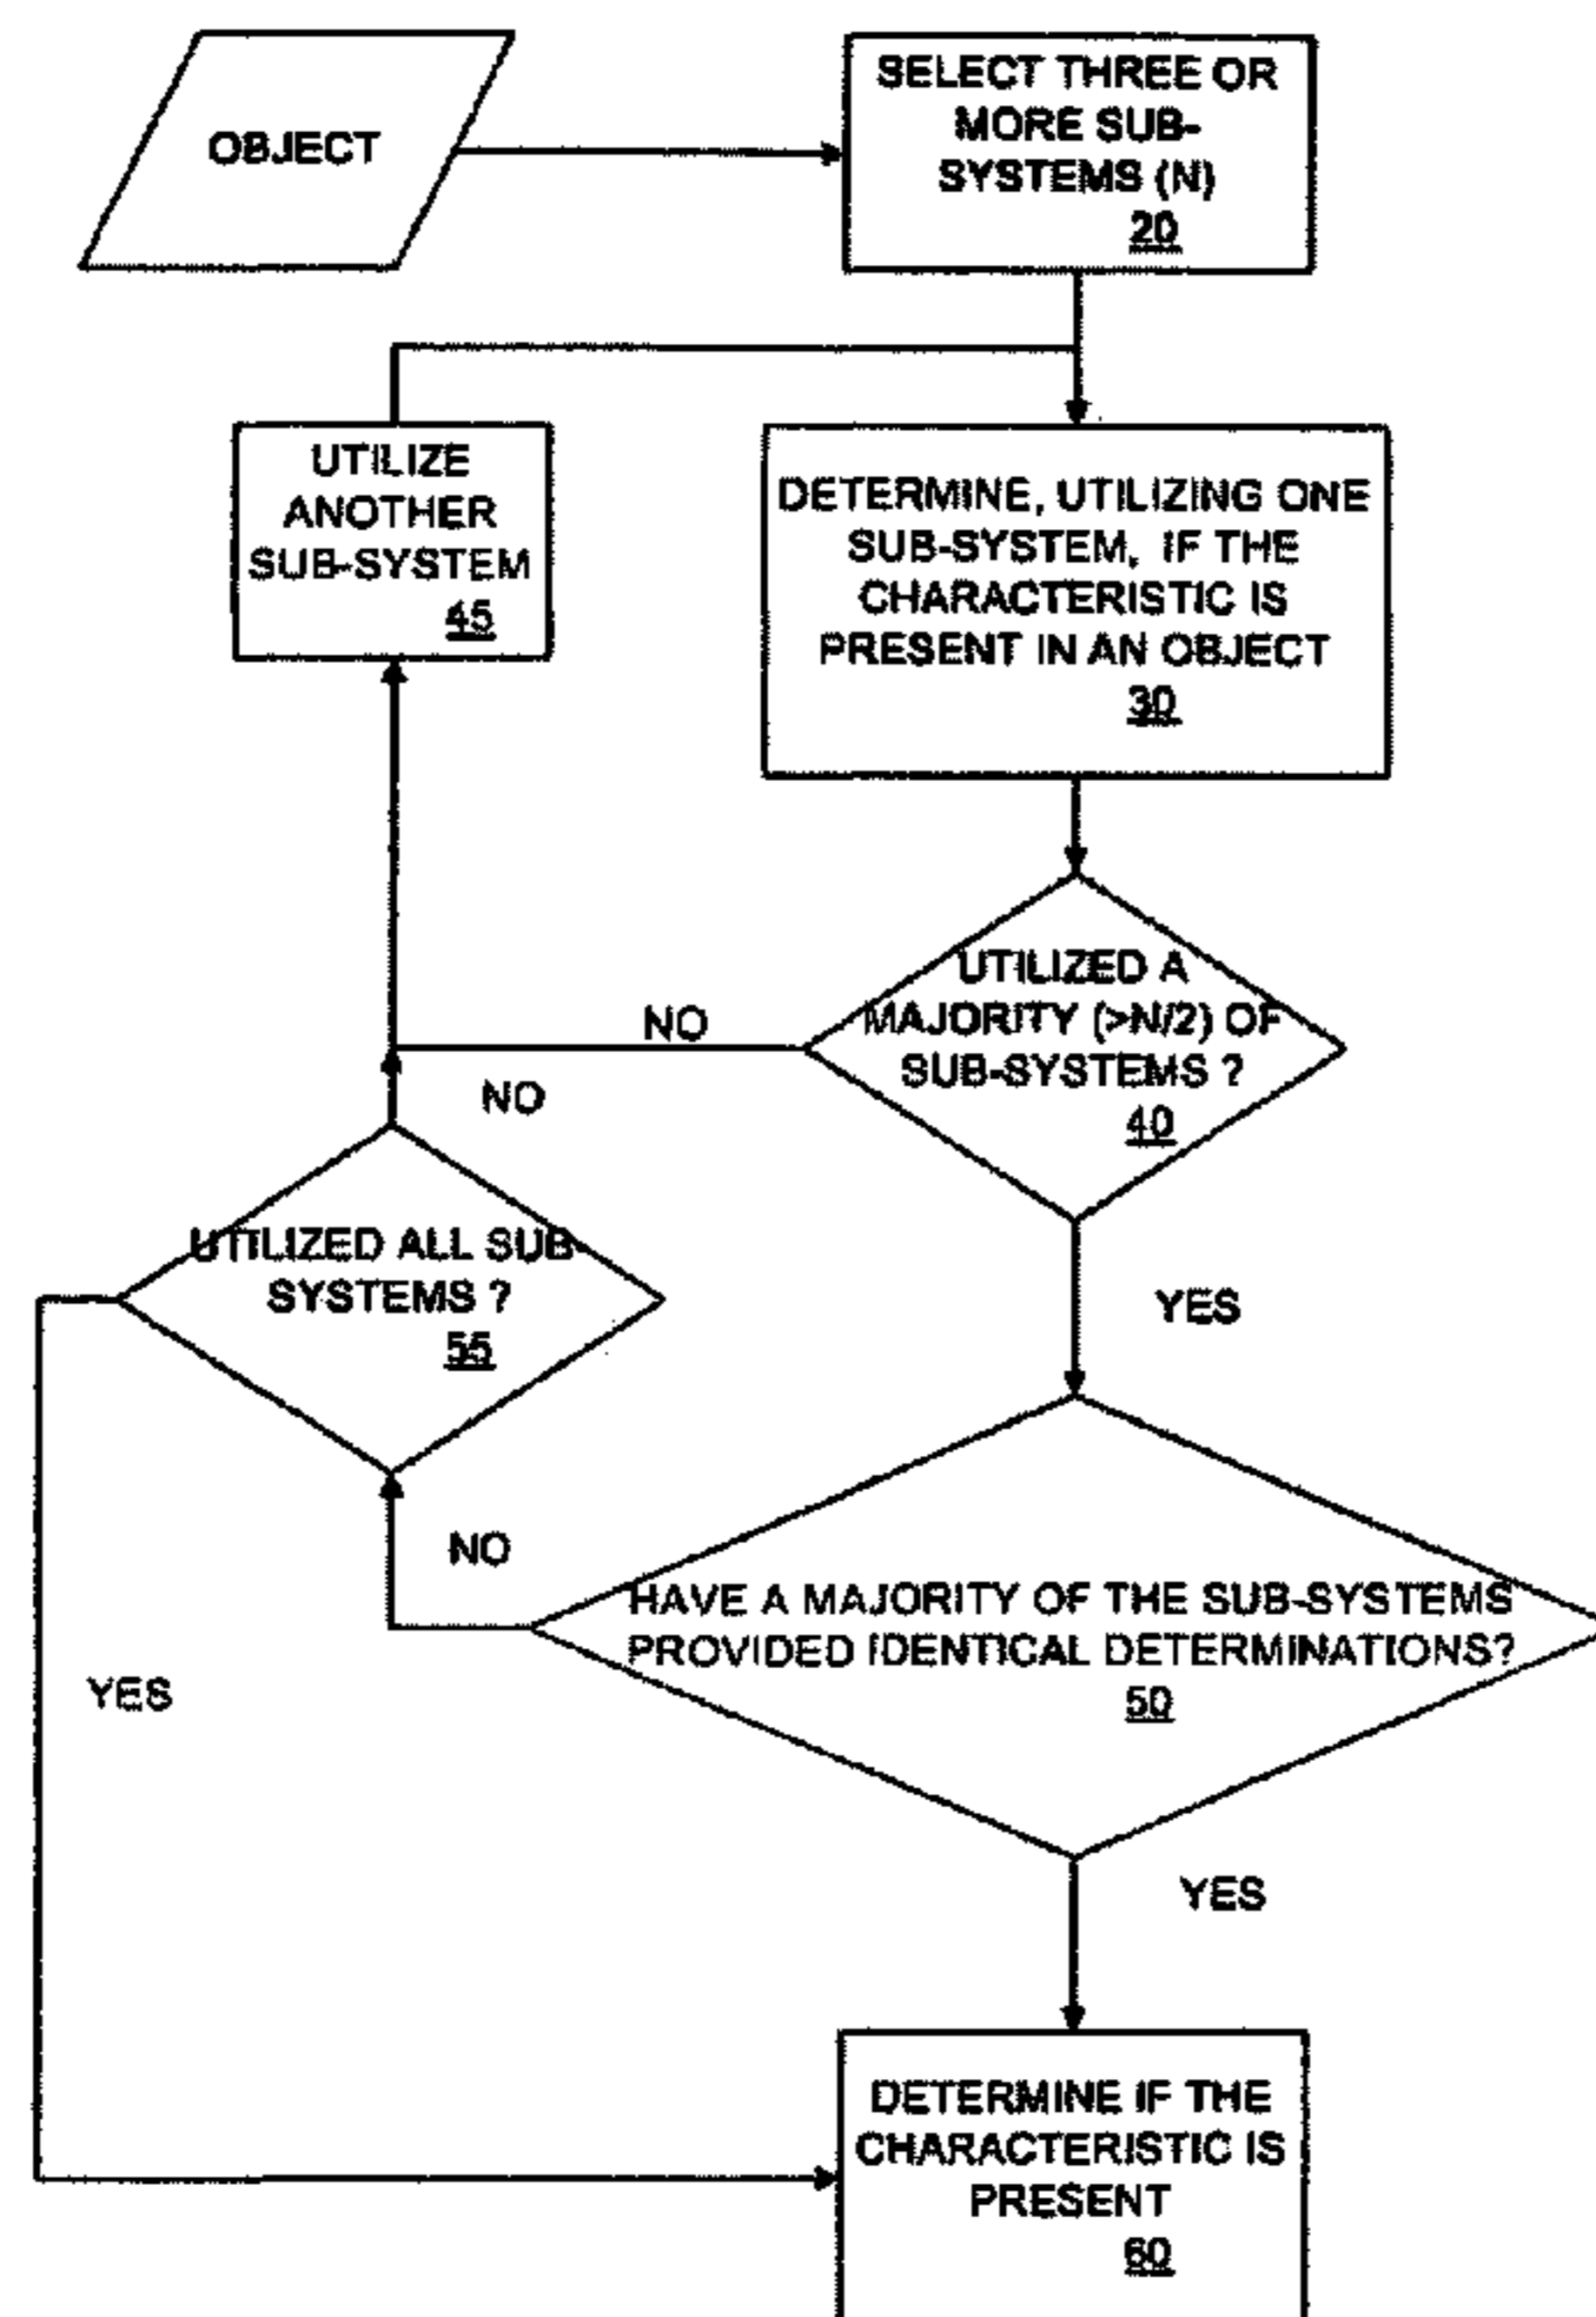 OBJECT
SELECT THREE OR
MORE SUB-
SYSTEMS (N)
20
UTILIZE
ANOTHER
SUB-SYSTEM
45
DETERMINE, UTILIZING ONE
SUB-SYSTEM, IF THE
CHARACTERISTIC IS
PRESENT IN AN OBJECT
30
UTILIZED A
MAJORITY (>N/2) OF
SUB-SYSTEMS ?
40
NO
NO
UTILIZED ALL SUB
SYSTEMS ?
55
YES
NO
HAVE A MAJORITY OF THE SUB-SYSTEMS
PROVIDED IDENTICAL DETERMINATIONS?
50
YES
YES
DETERMINE IF THE
CHARACTERISTIC IS
PRESENT
60